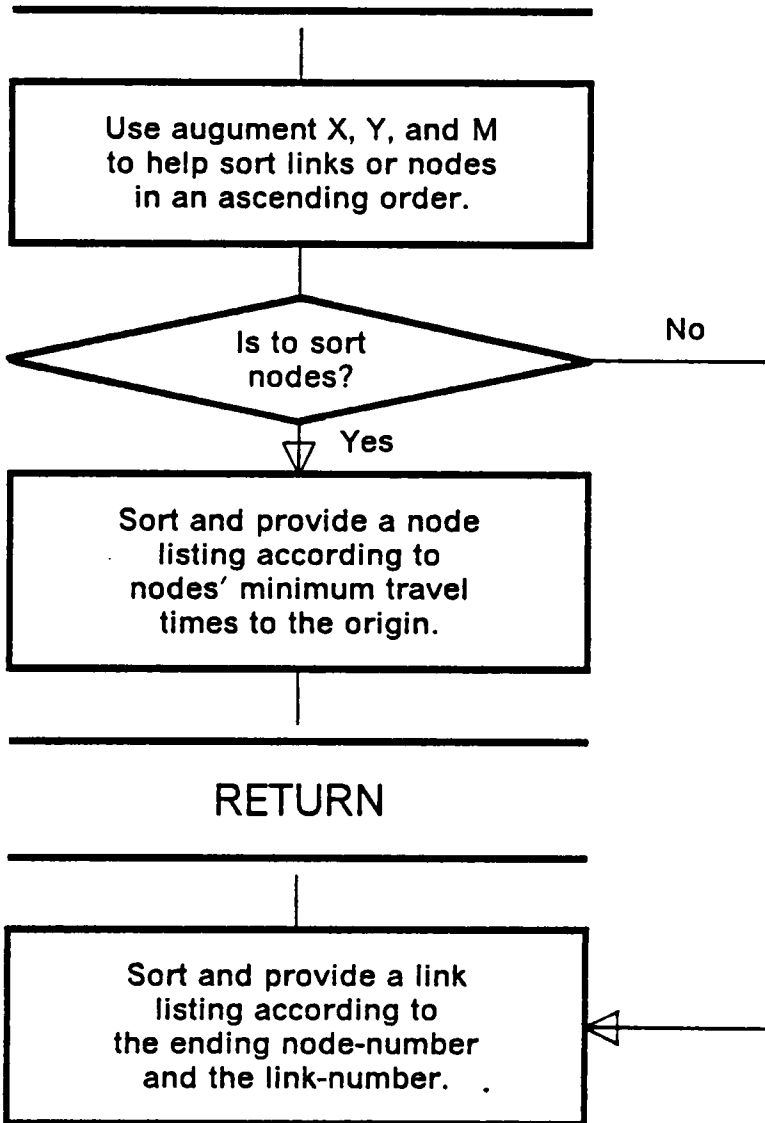 Use augument X, Y, and M
to help sort links or nodes
in an ascending order.
Is to sort
nodes?
No
Yes
Sort and provide a node
listing according to
nodes' minimum travel
times to the origin.
RETURN
Sort and provide a link
listing according to
the ending node-number
and the link-number.